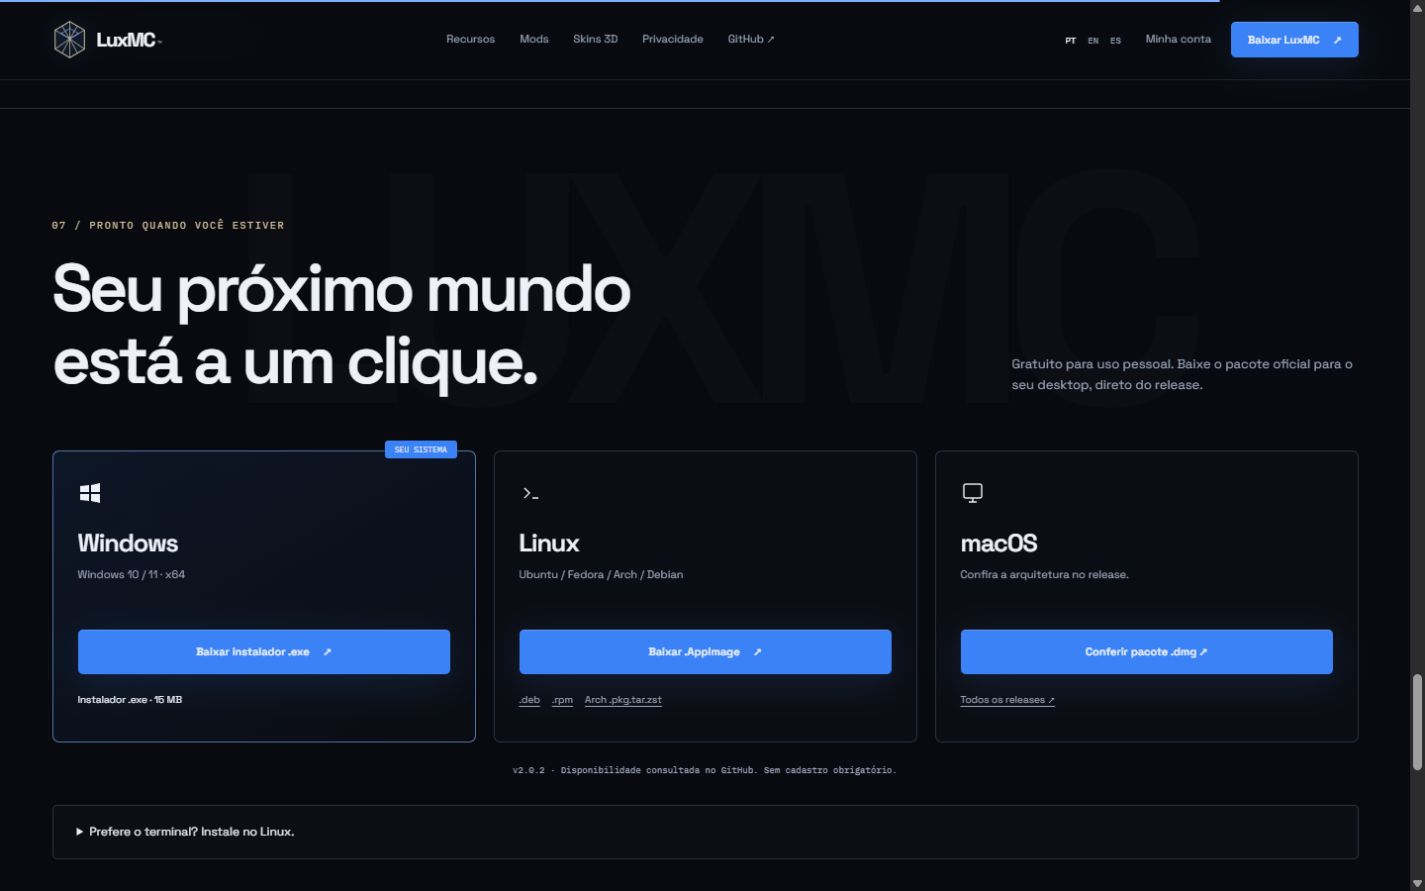 LuxMC™
Recursos Mods Skins 3D Privacidade GitHub ↗
PT EN ES Minha conta Baixar LuxMC ↗
LUXMC
07 / PRONTO QUANDO VOCÊ ESTIVER
Seu próximo mundo
está a um clique.
Gratuito para uso pessoal. Baixe o pacote oficial para o
seu desktop, direto do release.
SEU SISTEMA
Windows
Windows 10 / 11 · x64
Baixar instalador .exe ↗
Instalador .exe · 15 MB
Linux
Ubuntu / Fedora / Arch / Debian
Baixar .AppImage ↗
.deb .rpm Arch .pkg.tar.zst
macOS
Confira a arquitetura no release.
Conferir pacote .dmg ↗
Todos os releases ↗
v2.0.2 · Disponibilidade consultada no GitHub. Sem cadastro obrigatório.
▶ Prefere o terminal? Instale no Linux.